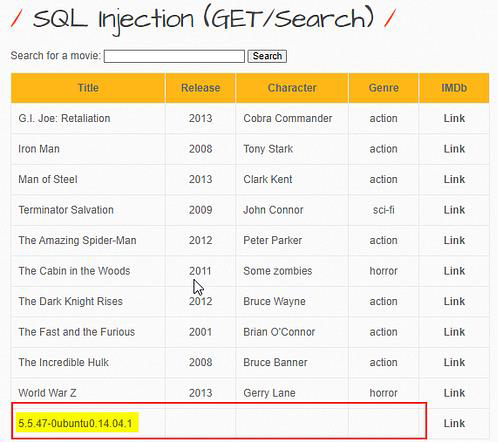 / SQL Injection (GET/Search) /
Search for a movie: Search
Title Release Character Genre IMDb
G.I. Joe: Retaliation 2013 Cobra Commander action Link
Iron Man 2008 Tony Stark action Link
Man of Steel 2013 Clark Kent action Link
Terminator Salvation 2009 John Connor sci-fi Link
The Amazing Spider-Man 2012 Peter Parker action Link
The Cabin in the Woods 2011 Some zombies horror Link
The Dark Knight Rises 2012 Bruce Wayne action Link
The Fast and the Furious 2001 Brian O'Connor action Link
The Incredible Hulk 2008 Bruce Banner action Link
World War Z 2013 Gerry Lane horror Link
5.5.47-0ubuntu0.14.04.1 Link